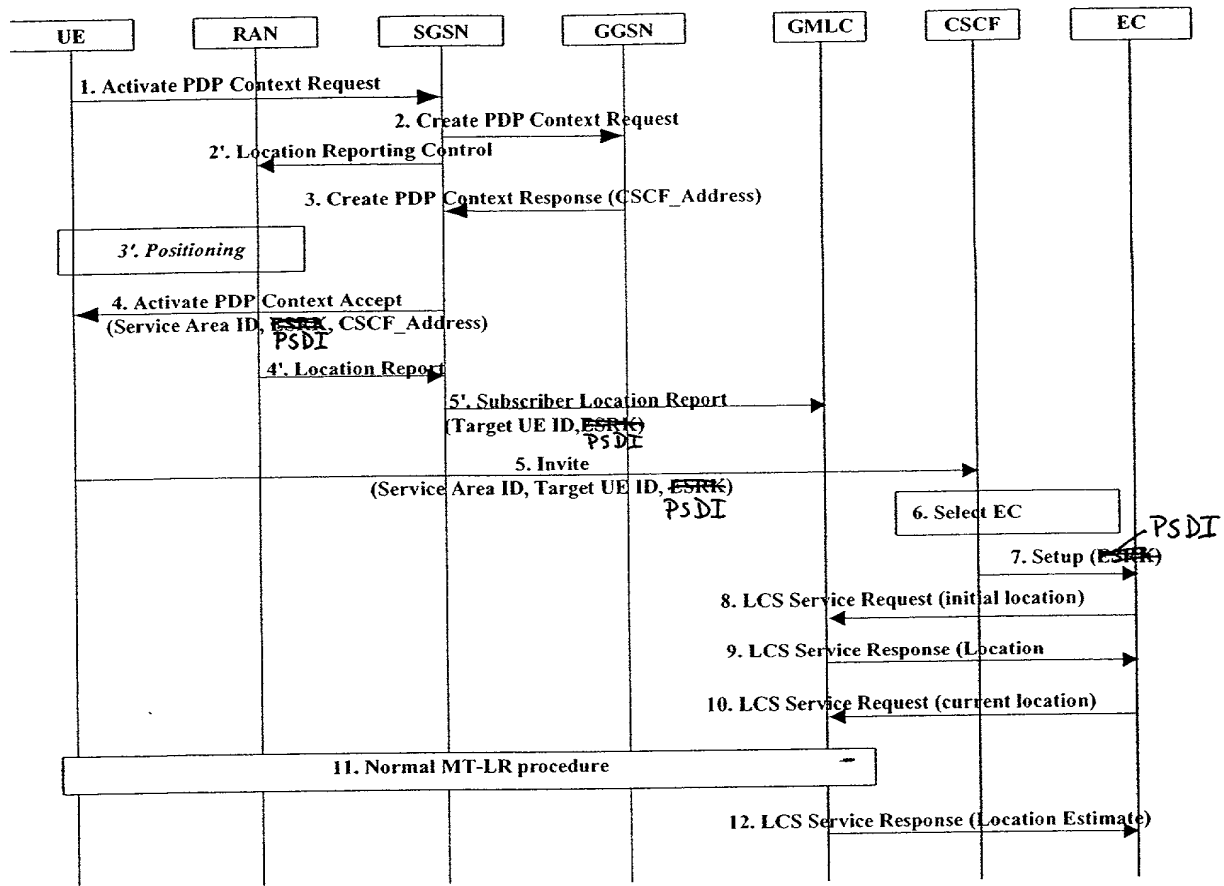 UE RAN SGSN GGSN GMLC CSCF EC
1. Activate PDP Context Request
2. Create PDP Context Request
2'. Location Reporting Control
3. Create PDP Context Response (CSCF_Address)
3'. Positioning
4. Activate PDP Context Accept
(Service Area ID, ESRK, CSCF_Address)
PSDI
4'. Location Report
5'. Subscriber Location Report
(Target UE ID,ESRK)
PSDI
5. Invite
(Service Area ID, Target UE ID, ESRK)
PSDI
6. Select EC
PSDI
7. Setup (ESRK)
8. LCS Service Request (initial location)
9. LCS Service Response (Location
10. LCS Service Request (current location)
11. Normal MT-LR procedure
12. LCS Service Response (Location Estimate)